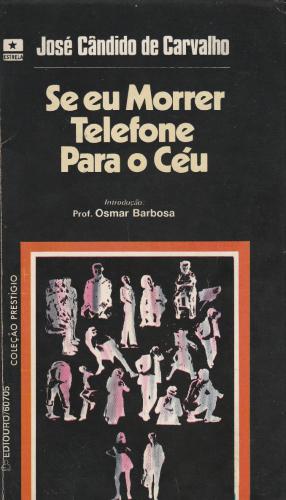 ESTRELA
José Cândido de Carvalho
Se eu Morrer
Telefone
Para o Céu
Introdução:
Prof. Osmar Barbosa
COLEÇÃO PRESTÍGIO
EDIOURO/60705